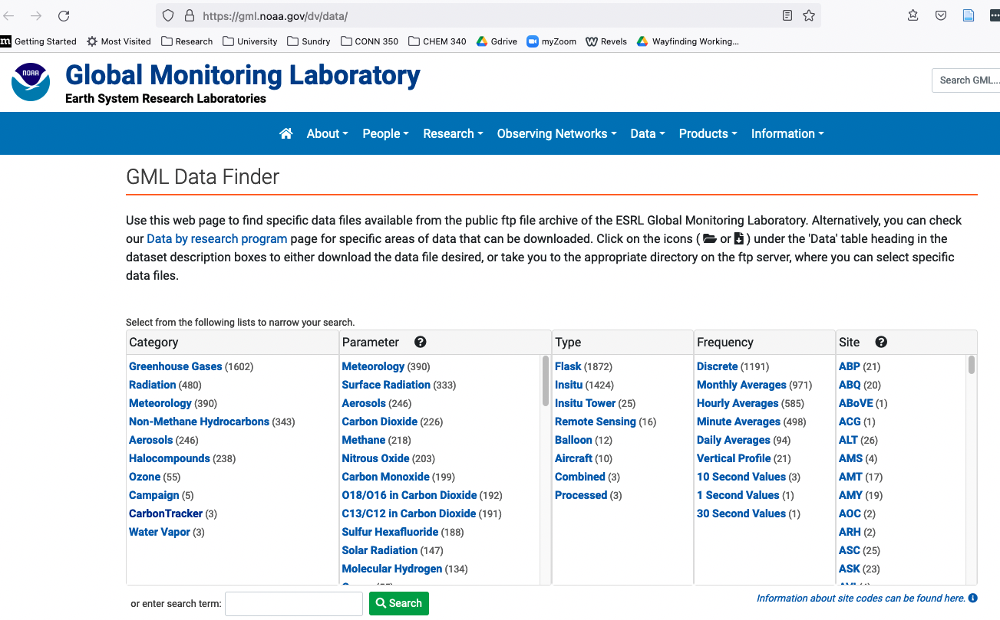 https://gml.noaa.gov/dv/data/
m Getting Started Most Visited Research University Sundry CONN 350 CHEM 340 Gdrive myZoom Revels Wayfinding Working...
NOAA
Global Monitoring Laboratory
Earth System Research Laboratories
Search GML...
About People Research Observing Networks Data Products Information
GML Data Finder
Use this web page to find specific data files available from the public ftp file archive of the ESRL Global Monitoring Laboratory. Alternatively, you can check
our Data by research program page for specific areas of data that can be downloaded. Click on the icons ( or ) under the 'Data' table heading in the
dataset description boxes to either download the data file desired, or take you to the appropriate directory on the ftp server, where you can select specific
data files.
Select from the following lists to narrow your search.
Category
Greenhouse Gases (1602)
Radiation (480)
Meteorology (390)
Non-Methane Hydrocarbons (343)
Aerosols (246)
Halocompounds (238)
Ozone (55)
Campaign (5)
CarbonTracker (3)
Water Vapor (3)
Parameter ?
Meteorology (390)
Surface Radiation (333)
Aerosols (246)
Carbon Dioxide (226)
Methane (218)
Nitrous Oxide (203)
Carbon Monoxide (199)
O18/O16 in Carbon Dioxide (192)
C13/C12 in Carbon Dioxide (191)
Sulfur Hexafluoride (188)
Solar Radiation (147)
Molecular Hydrogen (134)
Type
Flask (1872)
Insitu (1424)
Insitu Tower (25)
Remote Sensing (16)
Balloon (12)
Aircraft (10)
Combined (3)
Processed (3)
Frequency
Discrete (1191)
Monthly Averages (971)
Hourly Averages (585)
Minute Averages (498)
Daily Averages (94)
Vertical Profile (21)
10 Second Values (3)
1 Second Values (1)
30 Second Values (1)
Site ?
ABP (21)
ABQ (20)
ABoVE (1)
ACG (1)
ALT (26)
AMS (4)
AMT (17)
AMY (19)
AOC (2)
ARH (2)
ASC (25)
ASK (23)
or enter search term: Search
Information about site codes can be found here.